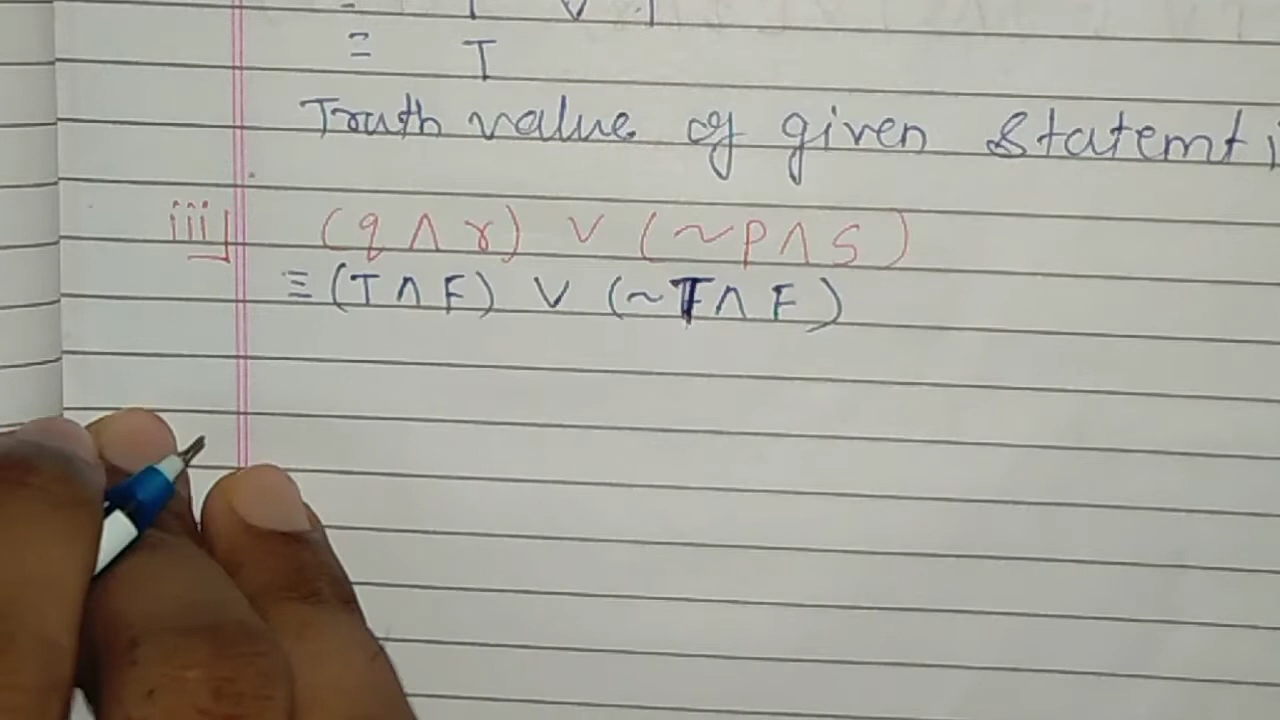 ≡ T
Truth value of given Statemt i
iii] (q ∧ r) ∨ (~p ∧ s)
≡ (T ∧ F) ∨ (~T ∧ F)